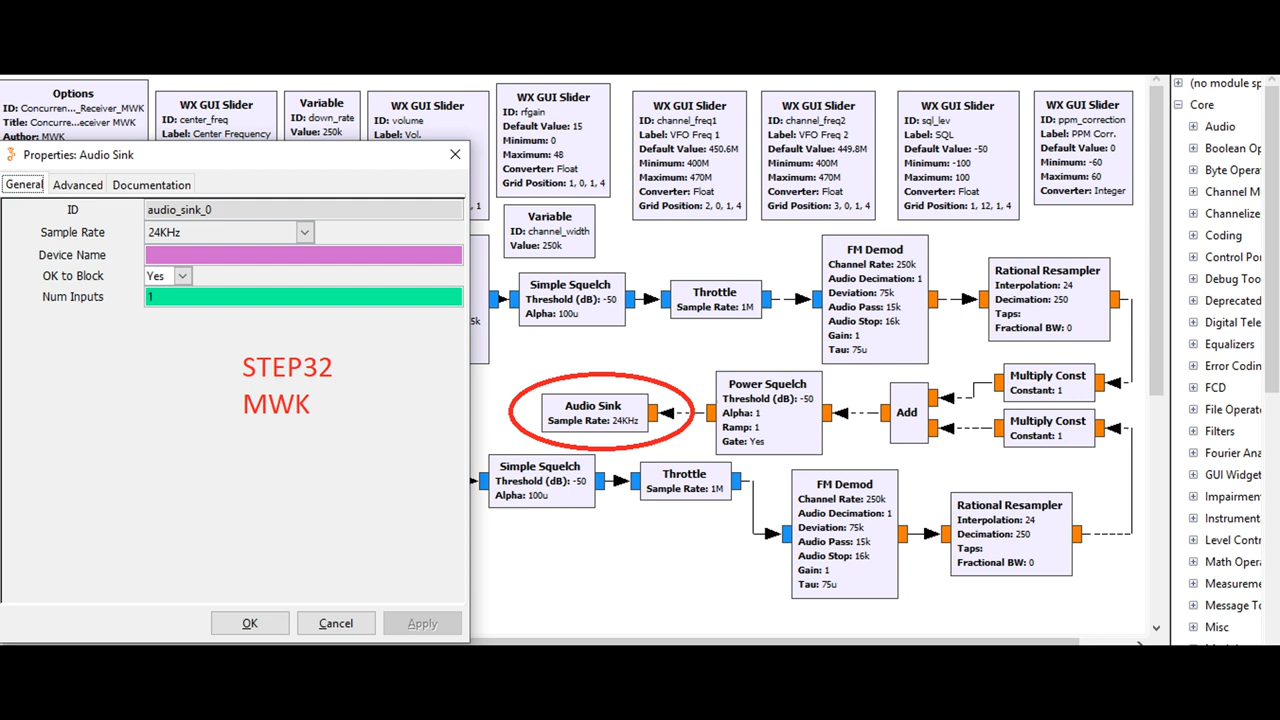 Options
ID: Concurren..._Receiver_MWK
Title: Concurre...eceiver MWK
Author: MWK
WX GUI Slider
ID: center_freq
Label: Center Frequency
Variable
ID: down_rate
Value: 250k
WX GUI Slider
ID: volume
Label: Vol.
, 1
WX GUI Slider
ID: rfgain
Default Value: 15
Minimum: 0
Maximum: 48
Converter: Float
Grid Position: 1, 0, 1, 4
WX GUI Slider
ID: channel_freq1
Label: VFO Freq 1
Default Value: 450.6M
Minimum: 400M
Maximum: 470M
Converter: Float
Grid Position: 2, 0, 1, 4
WX GUI Slider
ID: channel_freq2
Label: VFO Freq 2
Default Value: 449.8M
Minimum: 400M
Maximum: 470M
Converter: Float
Grid Position: 3, 0, 1, 4
WX GUI Slider
ID: sql_lev
Label: SQL
Default Value: -50
Minimum: -100
Maximum: 100
Converter: Float
Grid Position: 1, 12, 1, 4
WX GUI Slider
ID: ppm_correction
Label: PPM Corr.
Default Value: 0
Minimum: -60
Maximum: 60
Converter: Integer
Variable
ID: channel_width
Value: 250k
Properties: Audio Sink
General
Advanced
Documentation
ID
audio_sink_0
Sample Rate
24KHz
Device Name
OK to Block
Yes
Num Inputs
1
STEP32
MWK
OK
Cancel
Apply
5k
Simple Squelch
Threshold (dB): -50
Alpha: 100u
Throttle
Sample Rate: 1M
FM Demod
Channel Rate: 250k
Audio Decimation: 1
Deviation: 75k
Audio Pass: 15k
Audio Stop: 16k
Gain: 1
Tau: 75u
Rational Resampler
Interpolation: 24
Decimation: 250
Taps:
Fractional BW: 0
Audio Sink
Sample Rate: 24KHz
Power Squelch
Threshold (dB): -50
Alpha: 1
Ramp: 1
Gate: Yes
Add
Multiply Const
Constant: 1
Multiply Const
Constant: 1
Simple Squelch
Threshold (dB): -50
Alpha: 100u
Throttle
Sample Rate: 1M
FM Demod
Channel Rate: 250k
Audio Decimation: 1
Deviation: 75k
Audio Pass: 15k
Audio Stop: 16k
Gain: 1
Tau: 75u
Rational Resampler
Interpolation: 24
Decimation: 250
Taps:
Fractional BW: 0
(no module sp
Core
Audio
Boolean Op
Byte Operat
Channel M
Channelize
Coding
Control Por
Debug Too
Deprecated
Digital Tele
Equalizers
Error Codin
FCD
File Operat
Filters
Fourier Ana
GUI Widget
Impairment
Instrument
Level Contr
Math Opera
Measureme
Message To
Misc